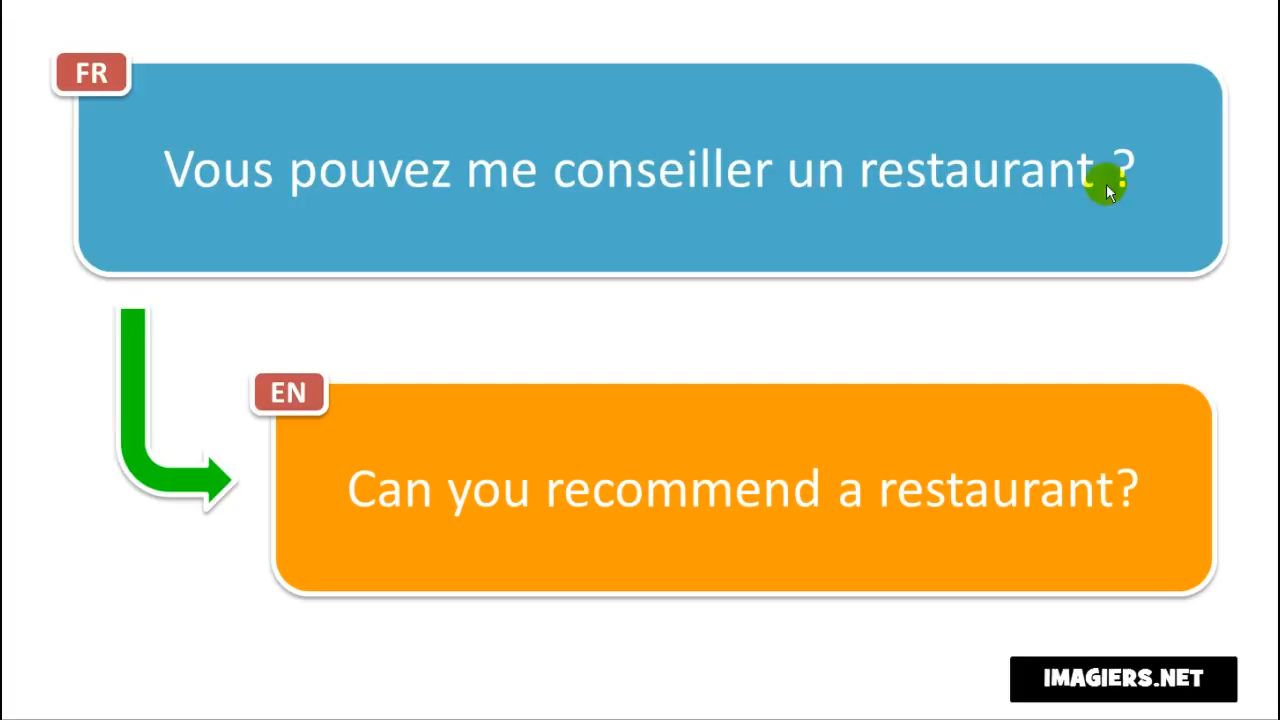 FR
Vous pouvez me conseiller un restaurant ?
EN
Can you recommend a restaurant?
IMAGIERS.NET